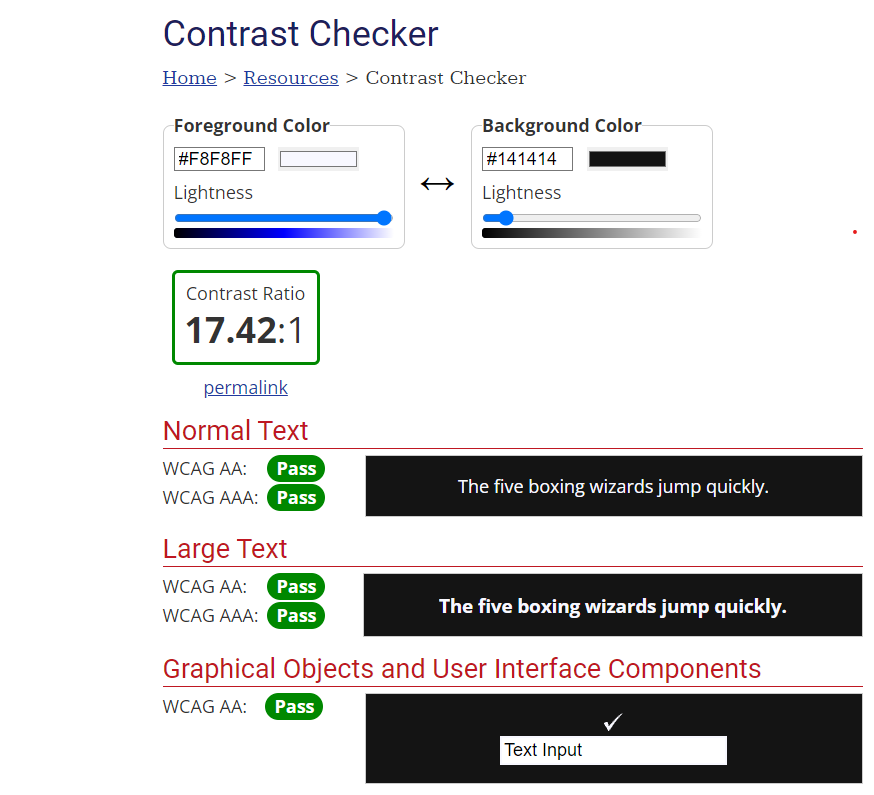 Contrast Checker
Home > Resources > Contrast Checker
Foreground Color
#F8F8FF
Lightness
Background Color
#141414
Lightness
Contrast Ratio
17.42:1
permalink
Normal Text
WCAG AA: Pass
WCAG AAA: Pass
The five boxing wizards jump quickly.
Large Text
WCAG AA: Pass
WCAG AAA: Pass
The five boxing wizards jump quickly.
Graphical Objects and User Interface Components
WCAG AA: Pass
Text Input